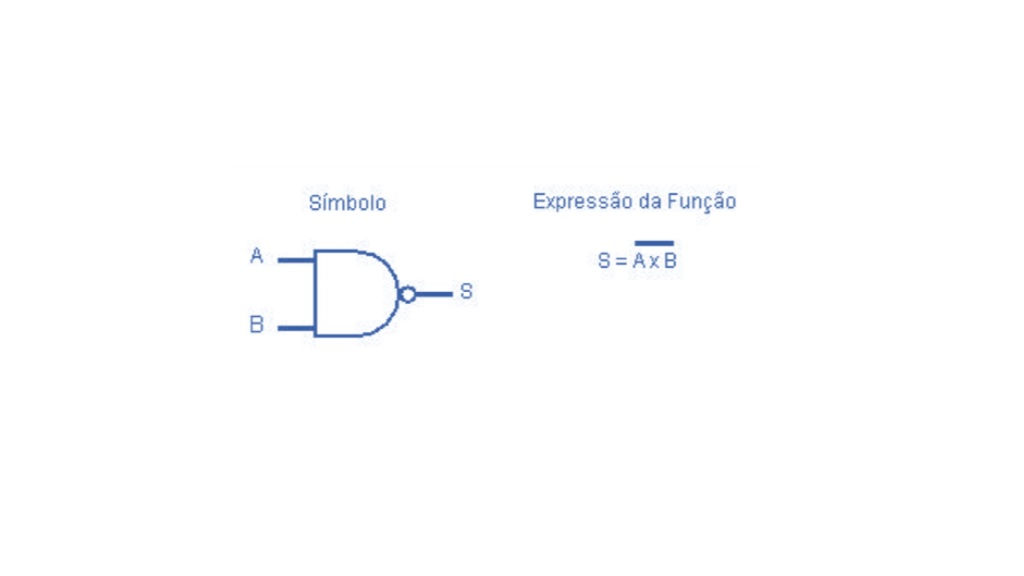 Símbolo
Expressão da Função
A
B
S
S = A x B